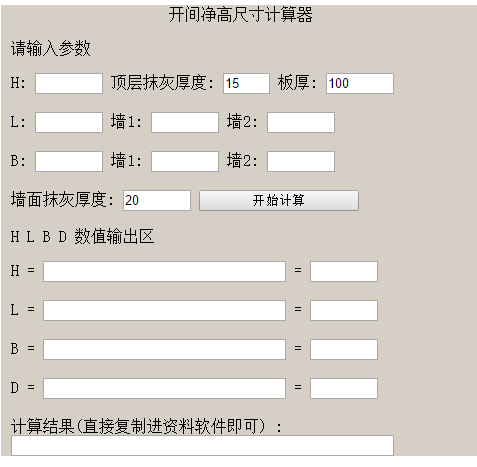 开间净高尺寸计算器
请输入参数
H: 顶层抹灰厚度: 15 板厚: 100
L: 墙1: 墙2:
B: 墙1: 墙2:
墙面抹灰厚度: 20 开始计算
H L B D 数值输出区
H = =
L = =
B = =
D = =
计算结果(直接复制进资料软件即可) :